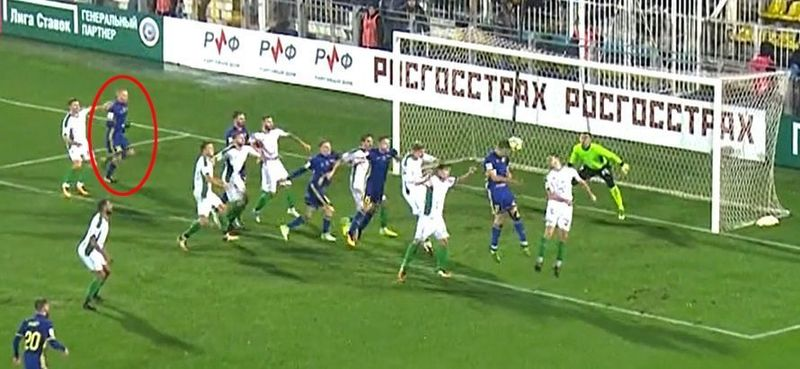 Лига Ставок
ГЕНЕРАЛЬНЫЙ
ПАРТНЕР
РФ
РФ
РФ
РОСГОССТРАХ РОСГОССТРАХ
20